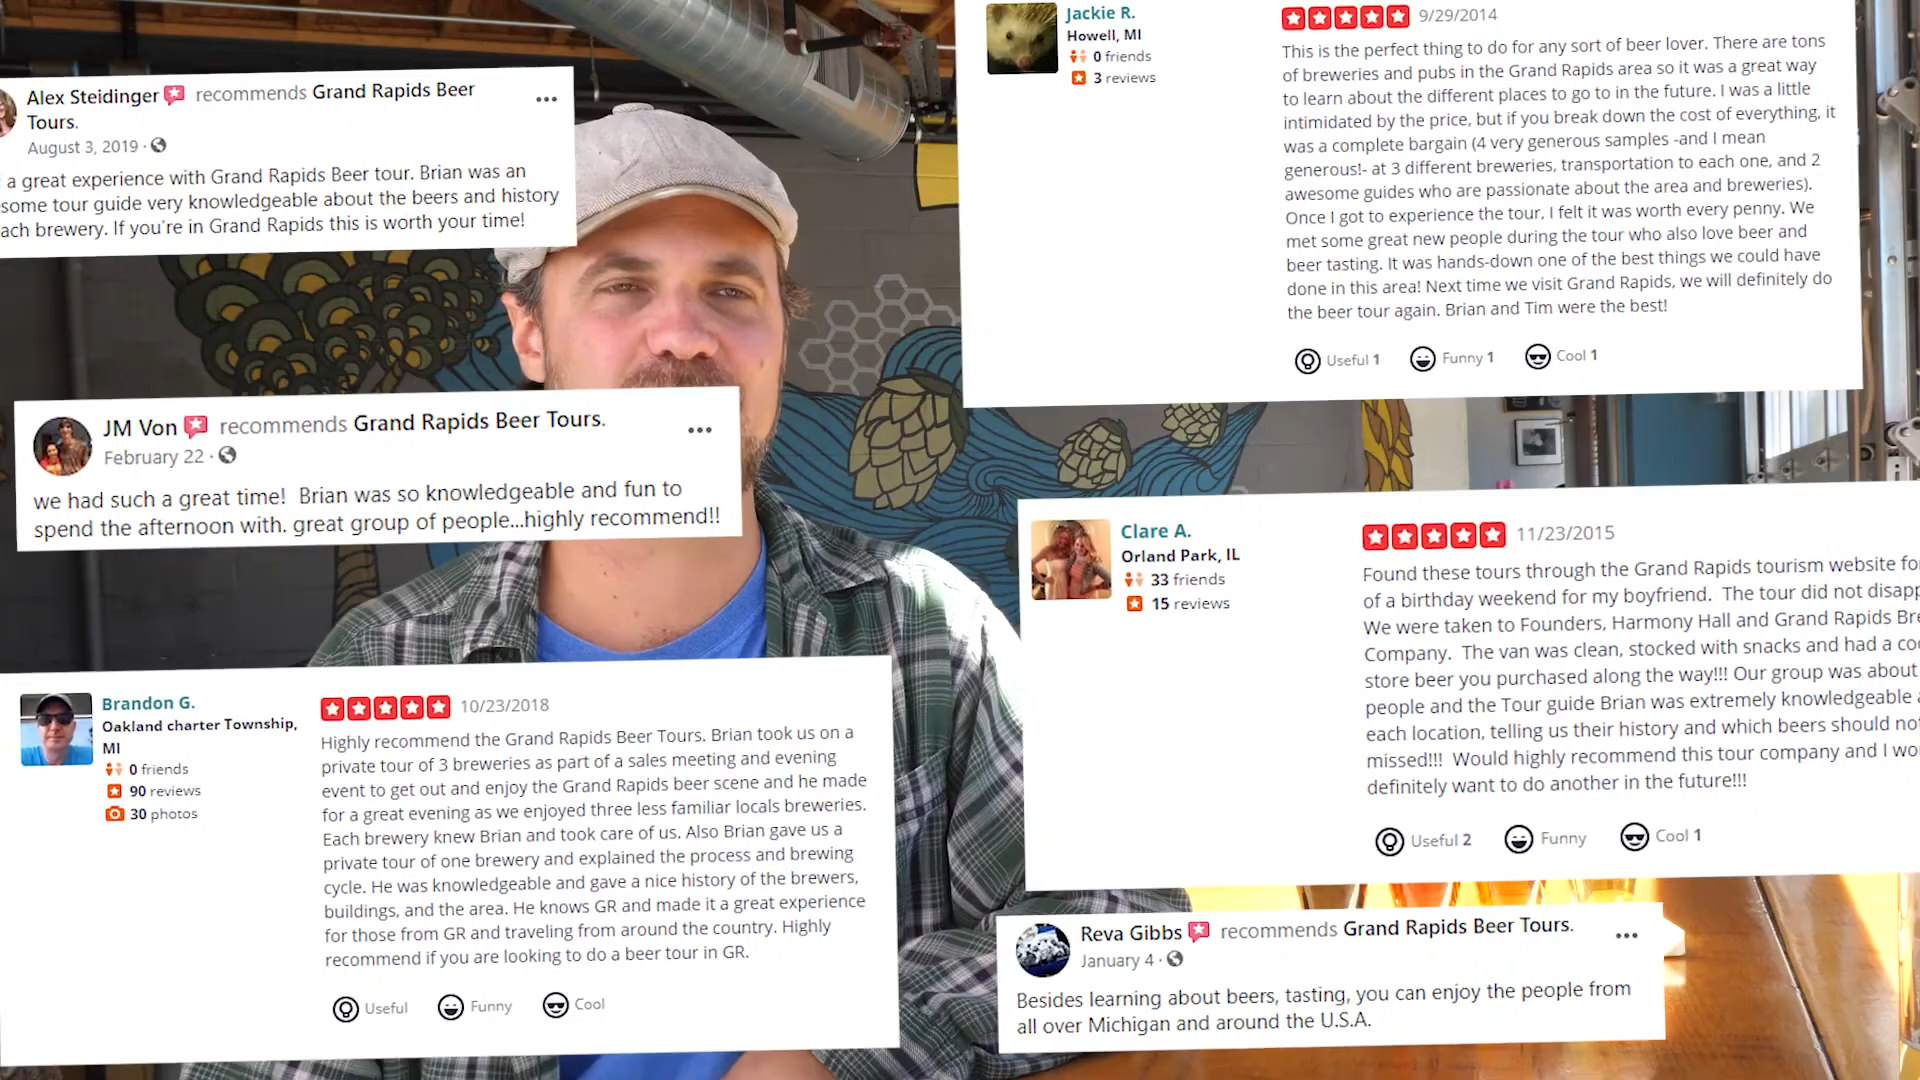 Alex Steidinger recommends Grand Rapids Beer
Tours.
August 3, 2019 ·
a great experience with Grand Rapids Beer tour. Brian was an
some tour guide very knowledgeable about the beers and history
ach brewery. If you're in Grand Rapids this is worth your time!
JM Von recommends Grand Rapids Beer Tours.
February 22 ·
we had such a great time! Brian was so knowledgeable and fun to
spend the afternoon with. great group of people...highly recommend!!
Brandon G.
Oakland charter Township,
MI
0 friends
90 reviews
30 photos
10/23/2018
Highly recommend the Grand Rapids Beer Tours. Brian took us on a
private tour of 3 breweries as part of a sales meeting and evening
event to get out and enjoy the Grand Rapids beer scene and he made
for a great evening as we enjoyed three less familiar locals breweries.
Each brewery knew Brian and took care of us. Also Brian gave us a
private tour of one brewery and explained the process and brewing
cycle. He was knowledgeable and gave a nice history of the brewers,
buildings, and the area. He knows GR and made it a great experience
for those from GR and traveling from around the country. Highly
recommend if you are looking to do a beer tour in GR.
Useful Funny Cool
Jackie R.
Howell, MI
0 friends
3 reviews
9/29/2014
This is the perfect thing to do for any sort of beer lover. There are tons
of breweries and pubs in the Grand Rapids area so it was a great way
to learn about the different places to go to in the future. I was a little
intimidated by the price, but if you break down the cost of everything, it
was a complete bargain (4 very generous samples -and I mean
generous!- at 3 different breweries, transportation to each one, and 2
awesome guides who are passionate about the area and breweries).
Once I got to experience the tour, I felt it was worth every penny. We
met some great new people during the tour who also love beer and
beer tasting. It was hands-down one of the best things we could have
done in this area! Next time we visit Grand Rapids, we will definitely do
the beer tour again. Brian and Tim were the best!
Useful 1 Funny 1 Cool 1
Clare A.
Orland Park, IL
33 friends
15 reviews
11/23/2015
Found these tours through the Grand Rapids tourism website fo
of a birthday weekend for my boyfriend. The tour did not disapp
We were taken to Founders, Harmony Hall and Grand Rapids Bre
Company. The van was clean, stocked with snacks and had a co
store beer you purchased along the way!!! Our group was about
people and the Tour guide Brian was extremely knowledgeable a
each location, telling us their history and which beers should no
missed!!! Would highly recommend this tour company and I wo
definitely want to do another in the future!!!
Useful 2 Funny Cool 1
Reva Gibbs recommends Grand Rapids Beer Tours.
January 4 ·
Besides learning about beers, tasting, you can enjoy the people from
all over Michigan and around the U.S.A.